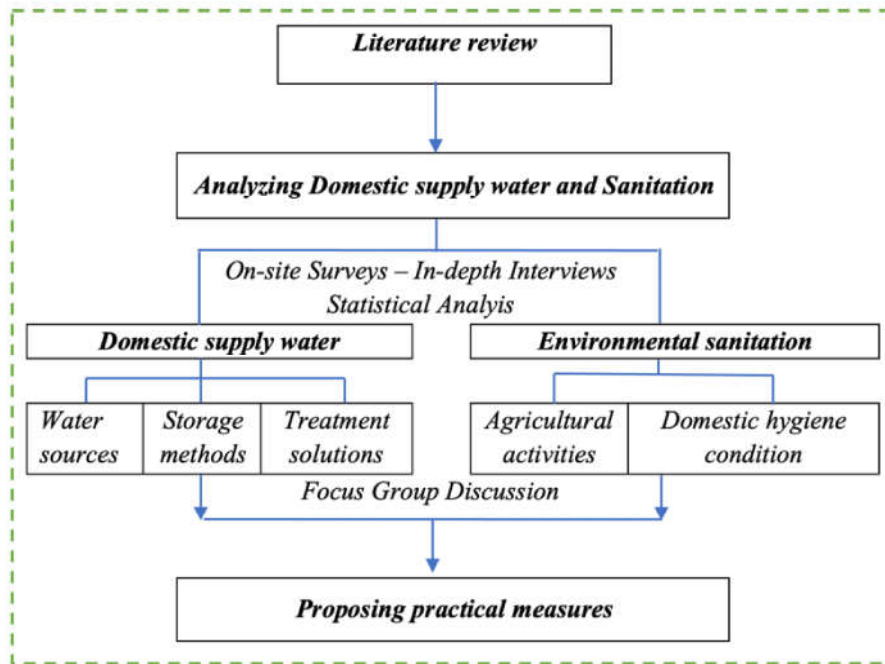 Literature review
Analyzing Domestic supply water and Sanitation
On-site Surveys – In-depth Interviews
Statistical Analyis
Domestic supply water
Environmental sanitation
Water
sources
Storage
methods
Treatment
solutions
Agricultural
activities
Domestic hygiene
condition
Focus Group Discussion
Proposing practical measures